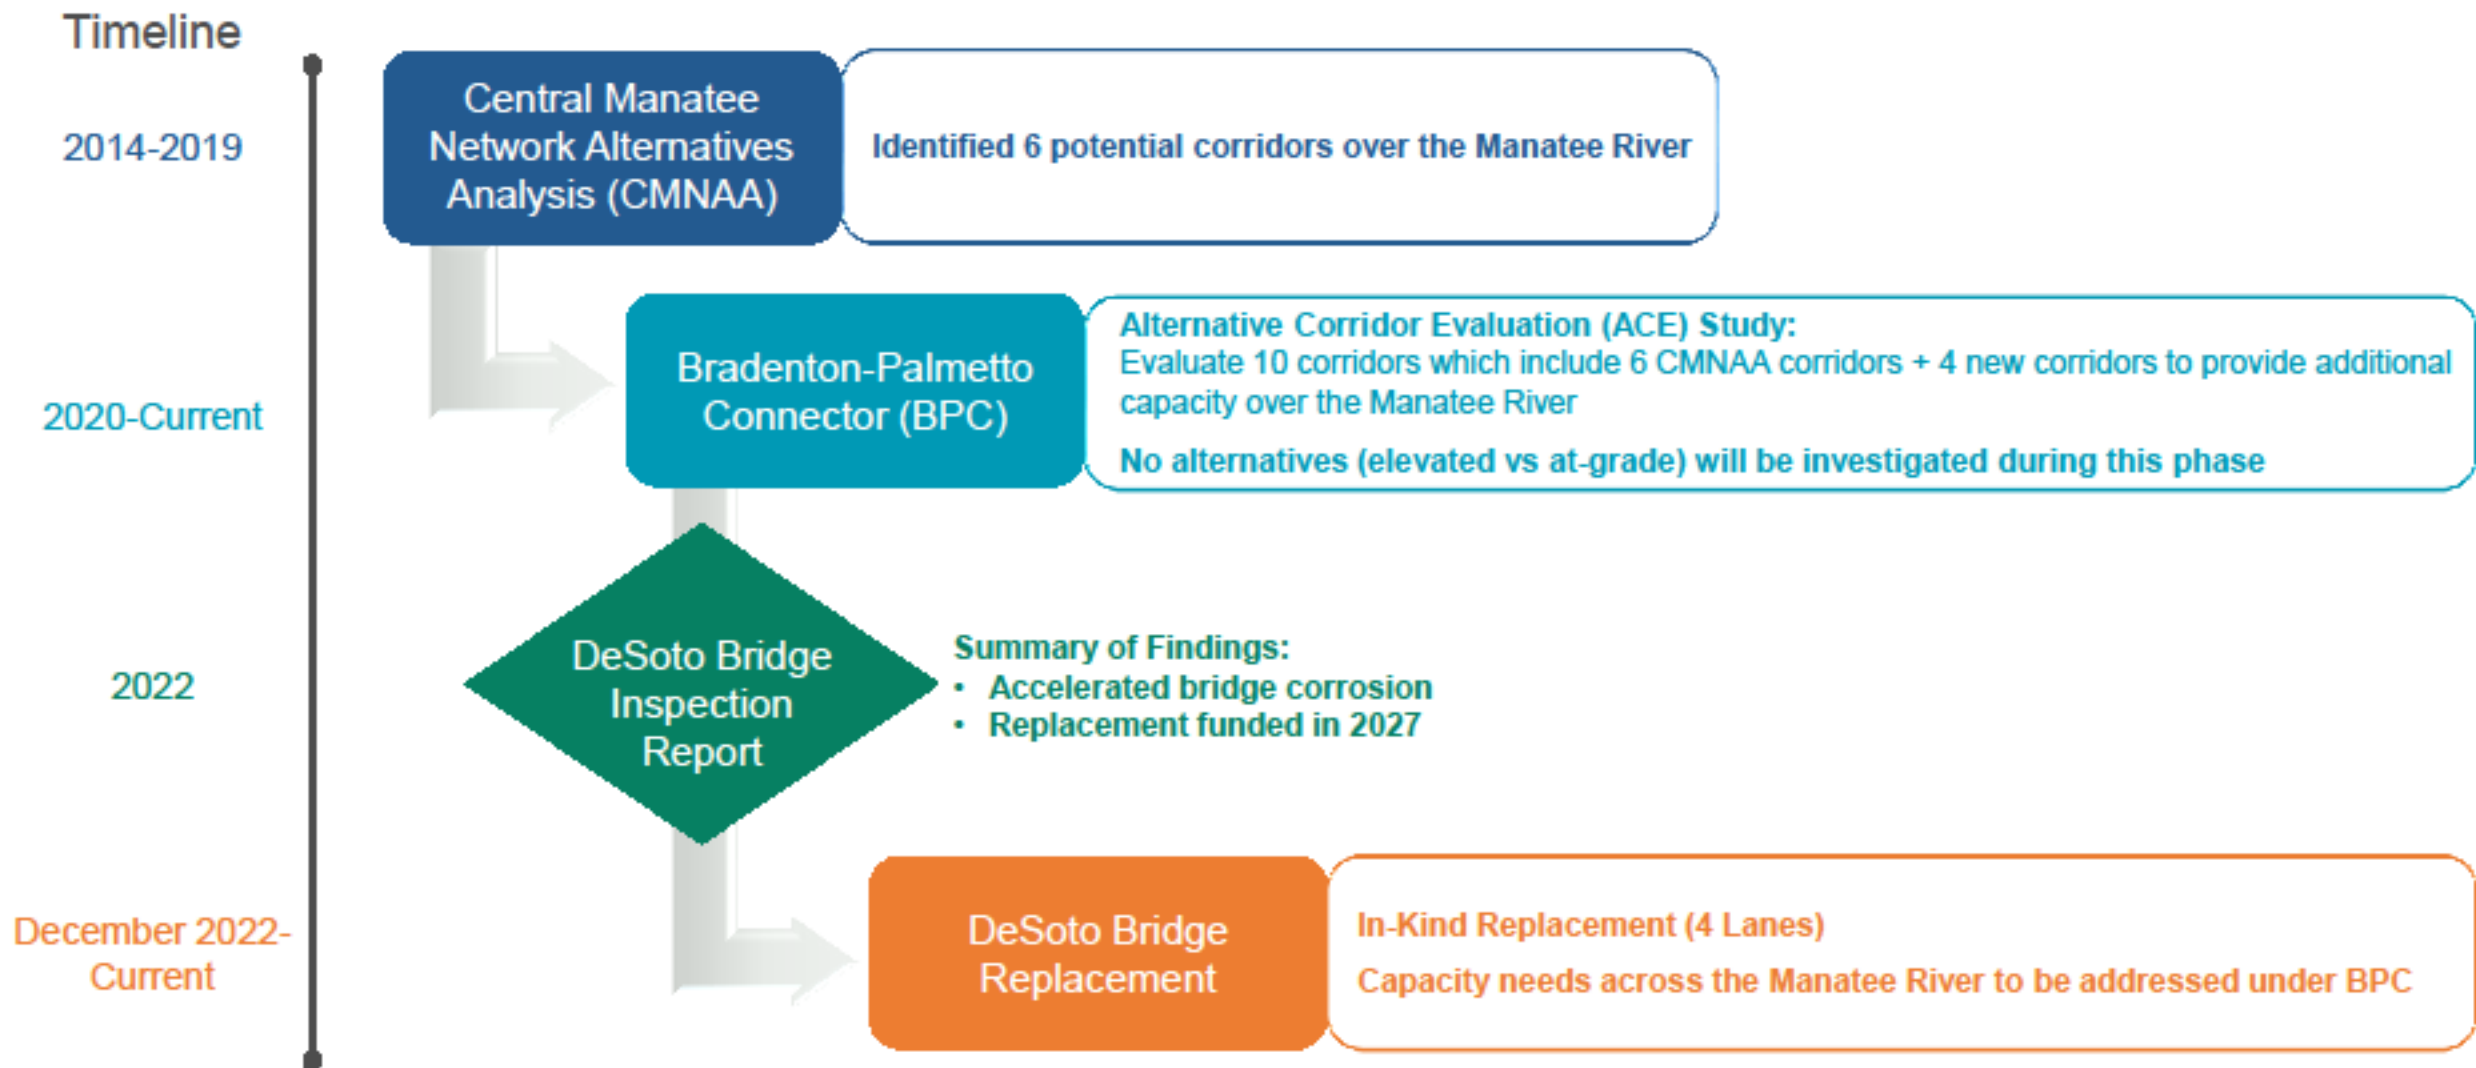 Timeline
2014-2019
Central Manatee
Network Alternatives
Analysis (CMNAA)
Identified 6 potential corridors over the Manatee River
2020-Current
Bradenton-Palmetto
Connector (BPC)
Alternative Corridor Evaluation (ACE) Study:
Evaluate 10 corridors which include 6 CMNAA corridors + 4 new corridors to provide additional
capacity over the Manatee River
No alternatives (elevated vs at-grade) will be investigated during this phase
2022
DeSoto Bridge
Inspection
Report
Summary of Findings:
• Accelerated bridge corrosion
• Replacement funded in 2027
December 2022-
Current
DeSoto Bridge
Replacement
In-Kind Replacement (4 Lanes)
Capacity needs across the Manatee River to be addressed under BPC